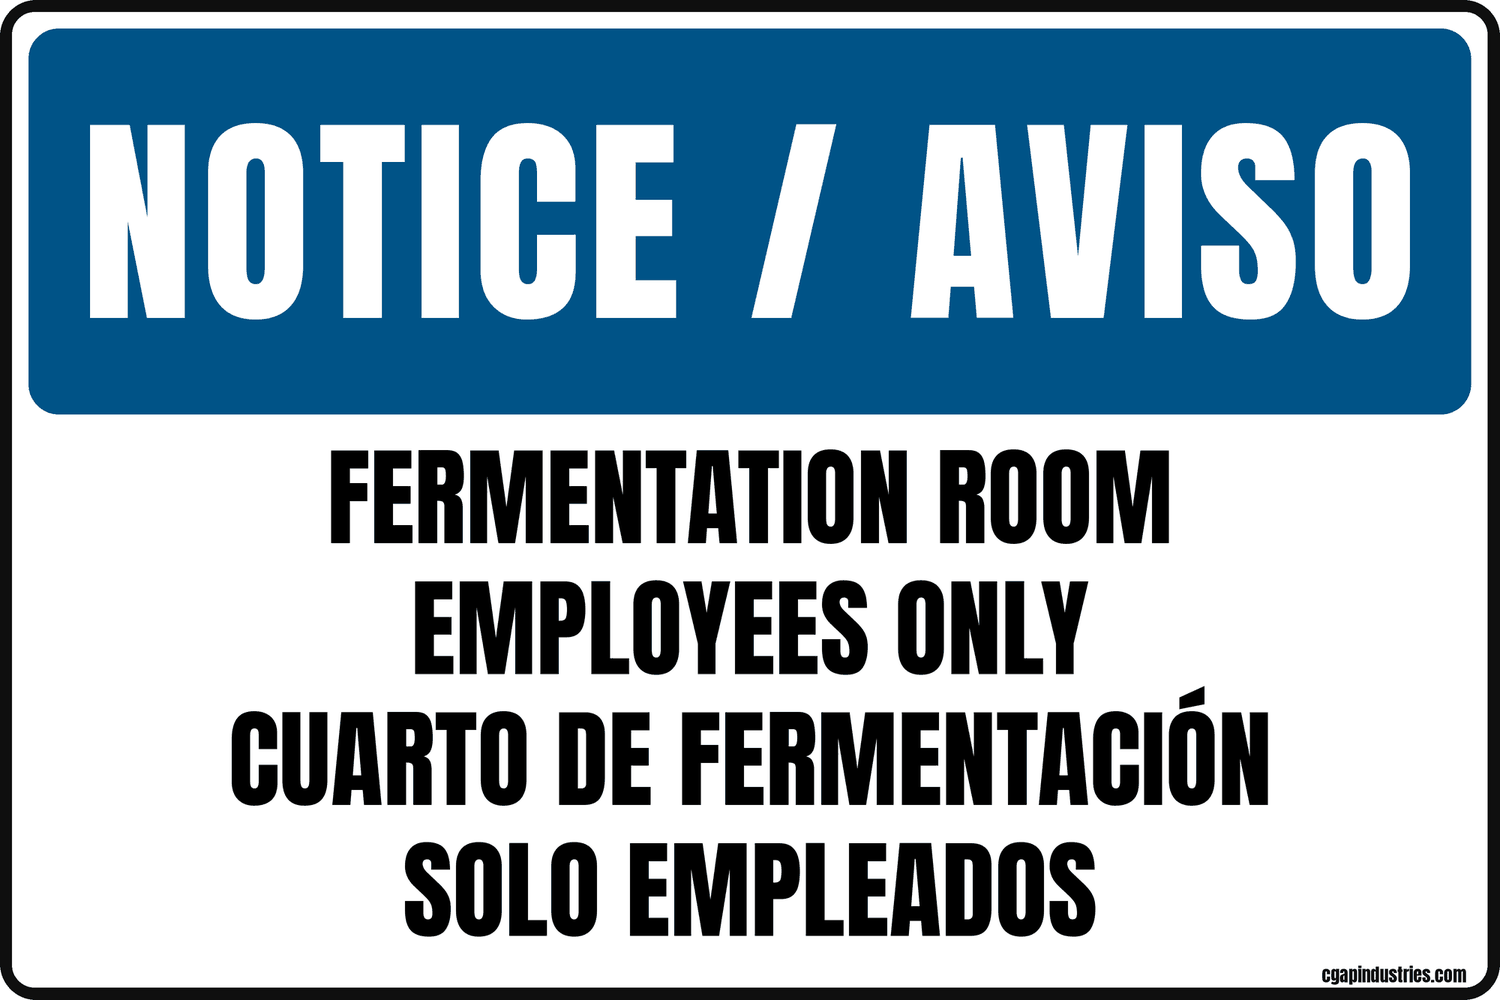 NOTICE / AVISO
FERMENTATION ROOM
EMPLOYEES ONLY
CUARTO DE FERMENTACIÓN
SOLO EMPLEADOS
cgapindustries.com